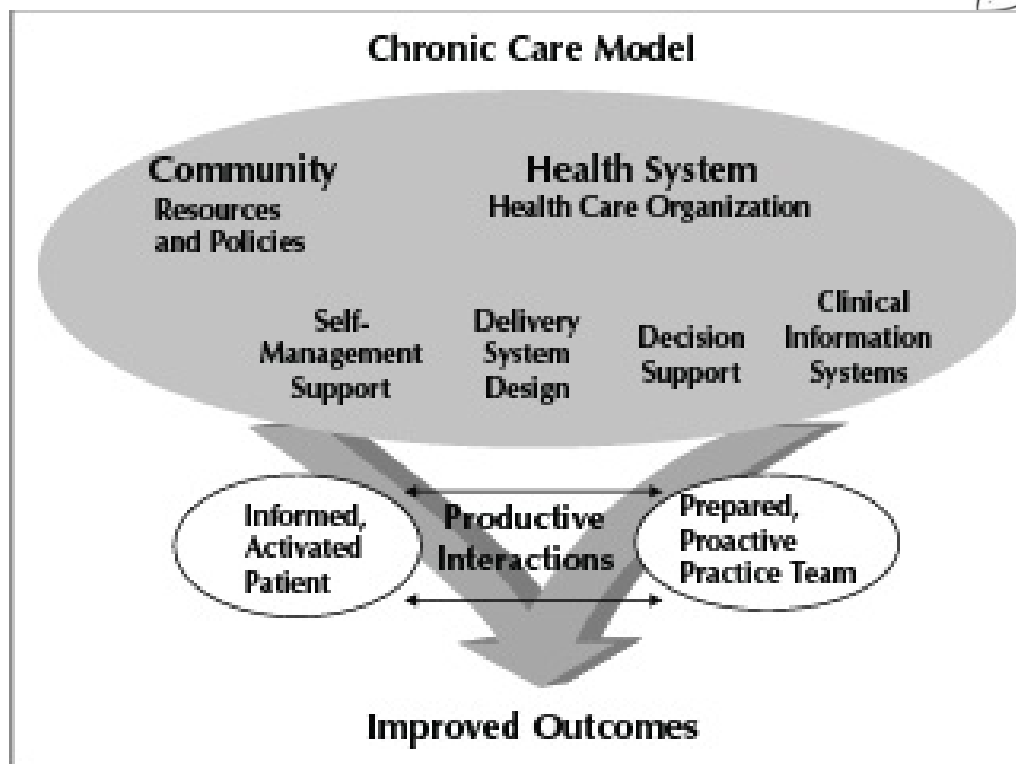 Chronic Care Model
Community
Resources
and Policies
Health System
Health Care Organization
Self-
Management
Support
Delivery
System
Design
Decision
Support
Clinical
Information
Systems
Informed,
Activated
Patient
Productive
Interactions
Prepared,
Proactive
Practice Team
Improved Outcomes